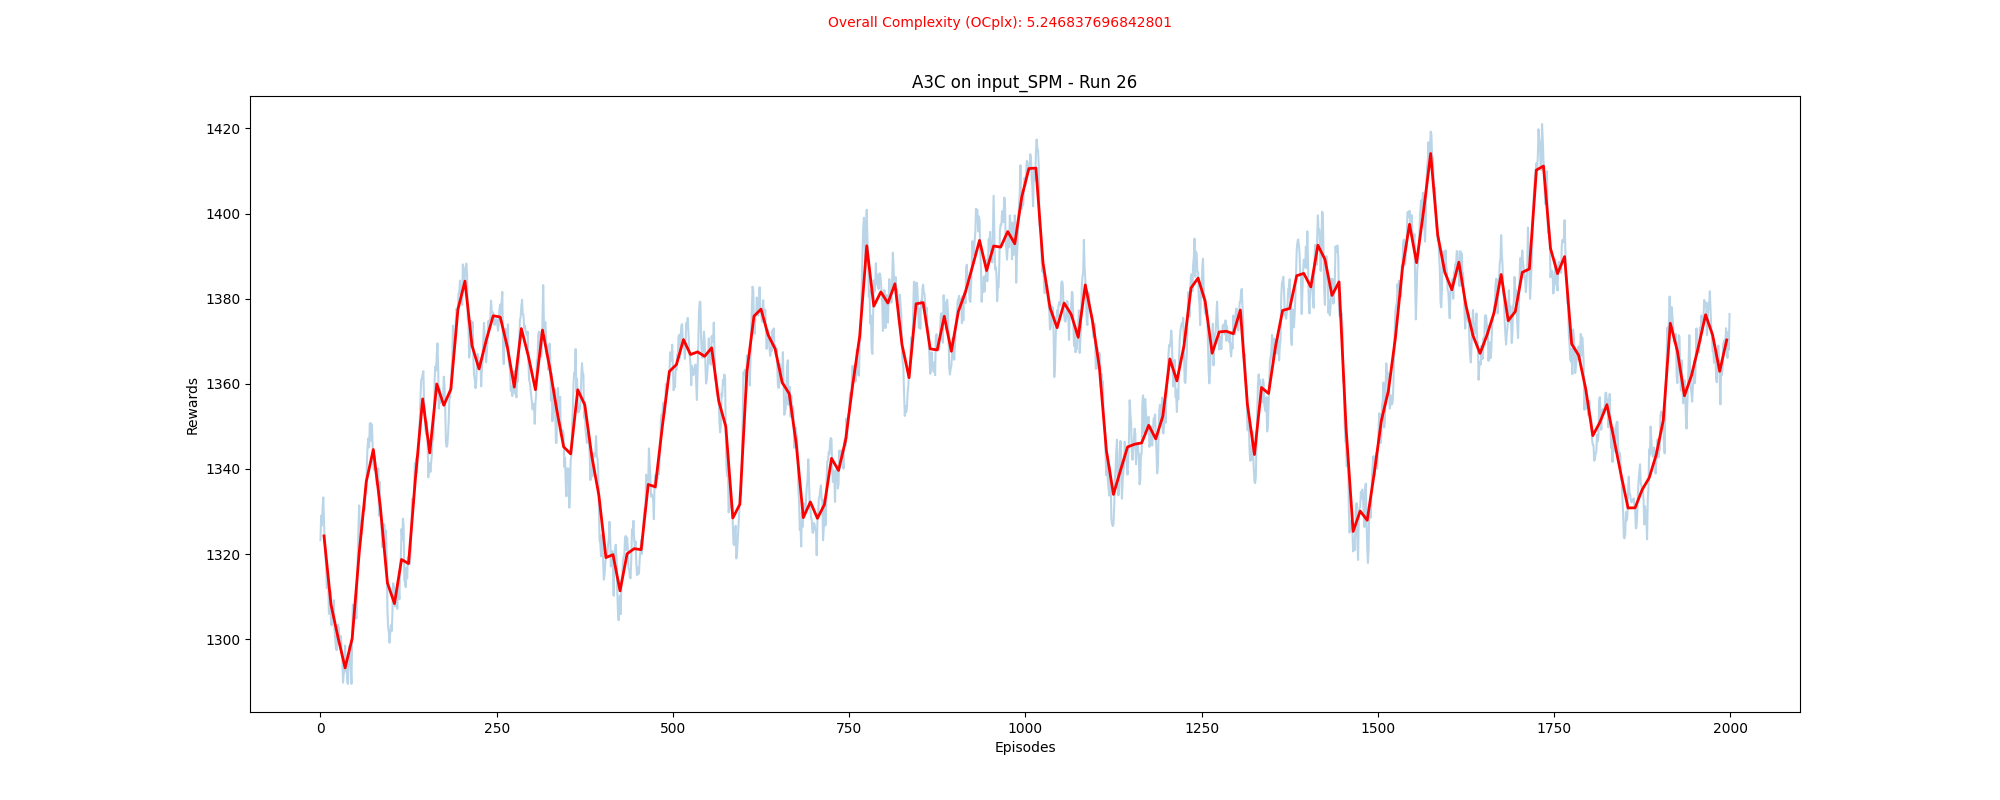 Overall Complexity (OCplx): 5.246837696842801
A3C on input_SPM - Run 26
1420
1400
1380
1360
1340
1320
1300
Rewards
0 250 500 750 1000 1250 1500 1750 2000
Episodes